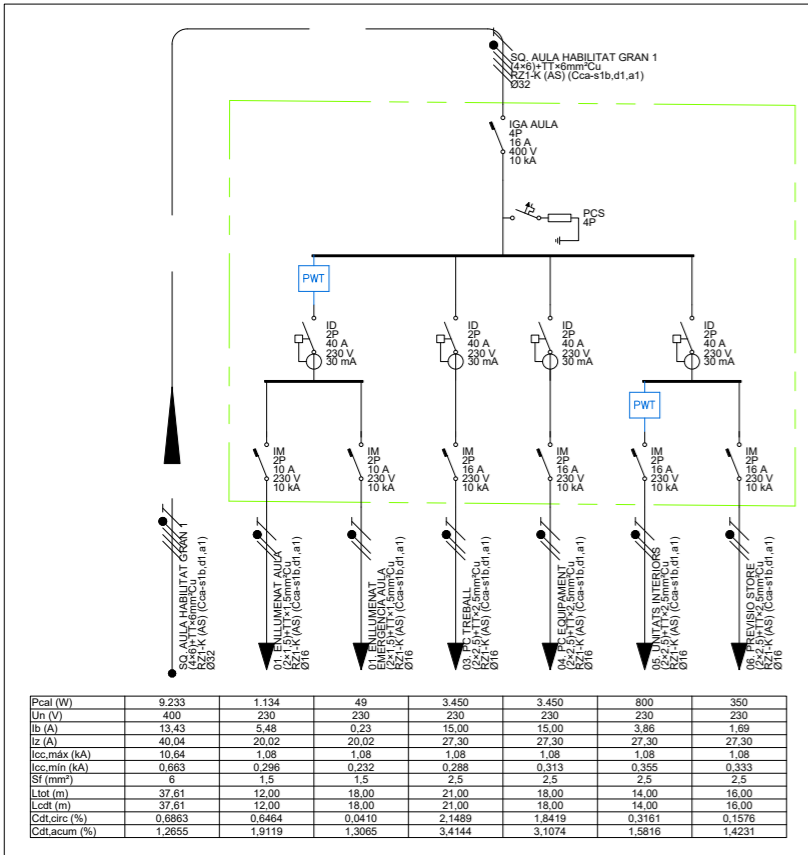 SQ. AULA HABILITAT GRAN 1
(4×6)+TT×6mm²Cu
RZ1-K (AS) (Cca-s1b,d1,a1)
Ø32
IGA AULA
4P
16 A
400 V
10 kA
PCS
4P
PWT
ID
2P
40 A
230 V
30 mA
ID
2P
40 A
230 V
30 mA
ID
2P
40 A
230 V
30 mA
ID
2P
40 A
230 V
30 mA
PWT
IM
2P
10 A
230 V
10 kA
IM
2P
10 A
230 V
10 kA
IM
2P
16 A
230 V
10 kA
IM
2P
16 A
230 V
10 kA
IM
2P
16 A
230 V
10 kA
IM
2P
16 A
230 V
10 kA
SQ. AULA HABILITAT GRAN 1
(4×6)+TT×6mm²Cu
RZ1-K (AS) (Cca-s1b,d1,a1)
Ø32
01. ENLLUMENAT AULA
(2×1,5)+TT×1,5mm²Cu
RZ1-K (AS) (Cca-s1b,d1,a1)
Ø16
01. ENLLUMENAT
EMERGÈNCIA AULA
(2×1,5)+TT×1,5mm²Cu
RZ1-K (AS) (Cca-s1b,d1,a1)
Ø16
03. PC TREBALL
(2×2,5)+TT×2,5mm²Cu
RZ1-K (AS) (Cca-s1b,d1,a1)
Ø16
04. PC EQUIPAMENT
(2×2,5)+TT×2,5mm²Cu
RZ1-K (AS) (Cca-s1b,d1,a1)
Ø16
05. UNITATS INTERIORS
(2×2,5)+TT×2,5mm²Cu
RZ1-K (AS) (Cca-s1b,d1,a1)
Ø16
06. PREVISIO STORE
(2×2,5)+TT×2,5mm²Cu
RZ1-K (AS) (Cca-s1b,d1,a1)
Ø16
Pcal (W) 9.233 1.134 49 3.450 3.450 800 350
Un (V) 400 230 230 230 230 230 230
Ib (A) 13,43 5,48 0,23 15,00 15,00 3,86 1,69
Iz (A) 40,04 20,02 20,02 27,30 27,30 27,30 27,30
Icc,máx (kA) 10,64 1,08 1,08 1,08 1,08 1,08 1,08
Icc,mín (kA) 0,663 0,296 0,232 0,288 0,313 0,355 0,333
Sf (mm²) 6 1,5 1,5 2,5 2,5 2,5 2,5
Ltot (m) 37,61 12,00 18,00 21,00 18,00 14,00 16,00
Lcdt (m) 37,61 12,00 18,00 21,00 18,00 14,00 16,00
Cdt,circ (%) 0,6863 0,6464 0,0410 2,1489 1,8419 0,3161 0,1576
Cdt,acum (%) 1,2655 1,9119 1,3065 3,4144 3,1074 1,5816 1,4231